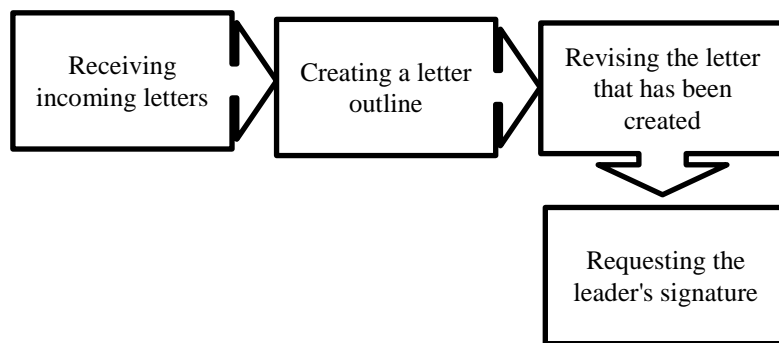 Receiving
incoming letters
Creating a letter
outline
Revising the letter
that has been
created
Requesting the
leader's signature